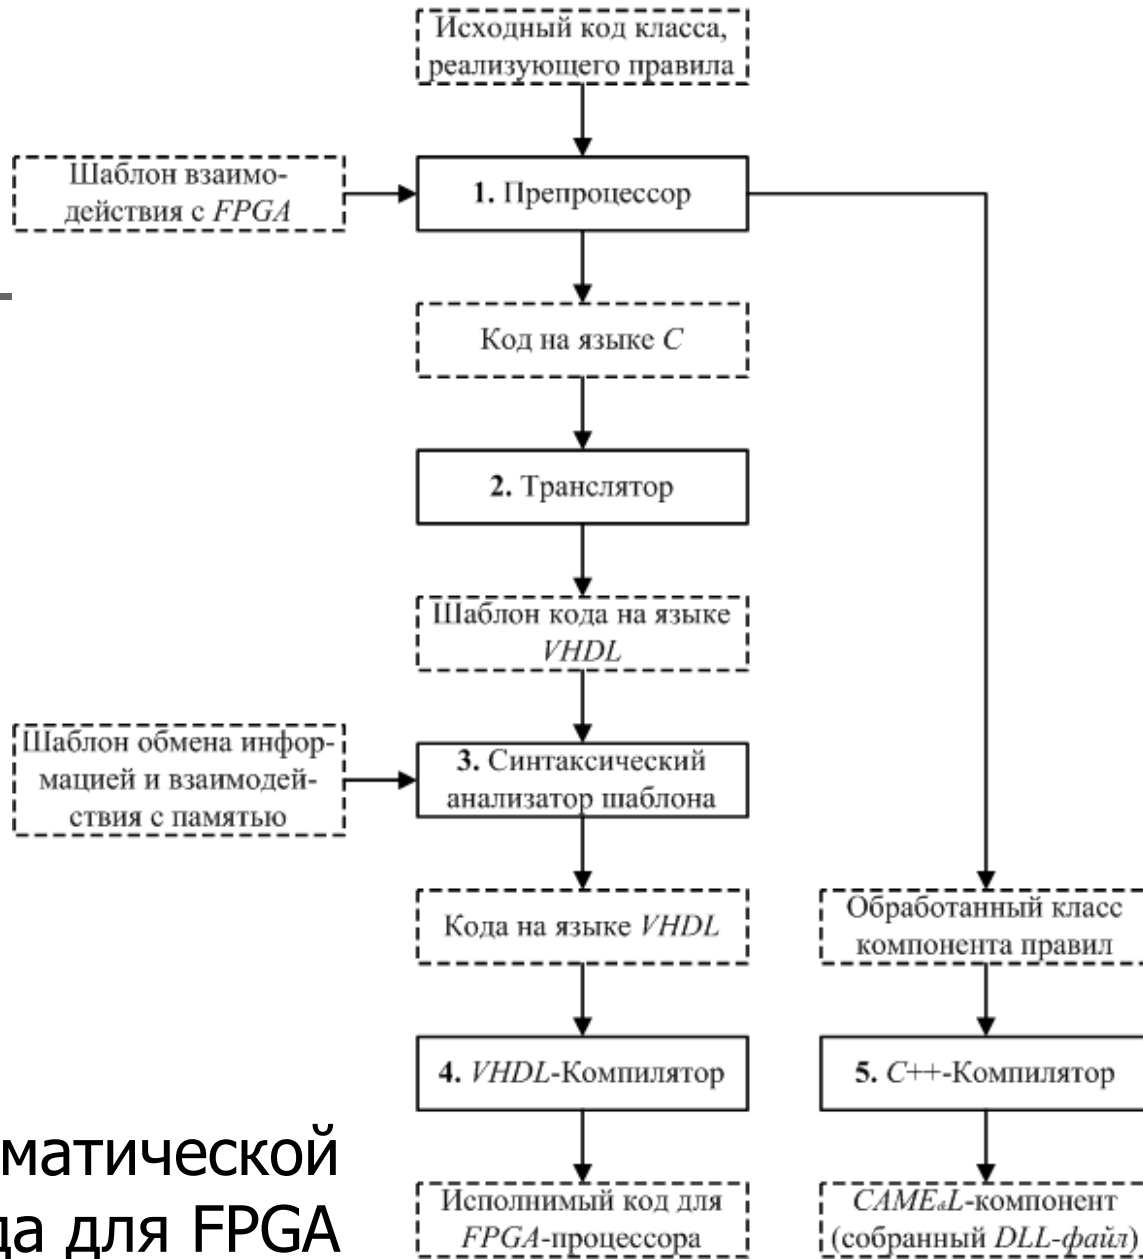 Исходный код класса,
реализующего правила
Шаблон взаимо-
действия с FPGA
1. Препроцессор
Код на языке C
2. Транслятор
Шаблон кода на языке
VHDL
Шаблон обмена инфор-
мацией и взаимодей-
ствия с памятью
3. Синтаксический
анализатор шаблона
Кода на языке VHDL
Обработанный класс
компонента правил
4. VHDL-Компилятор
5. C++-Компилятор
матической
да для FPGA
Исполнимый код для
FPGA-процессора
CAME&L-компонент
(собранный DLL-файл)